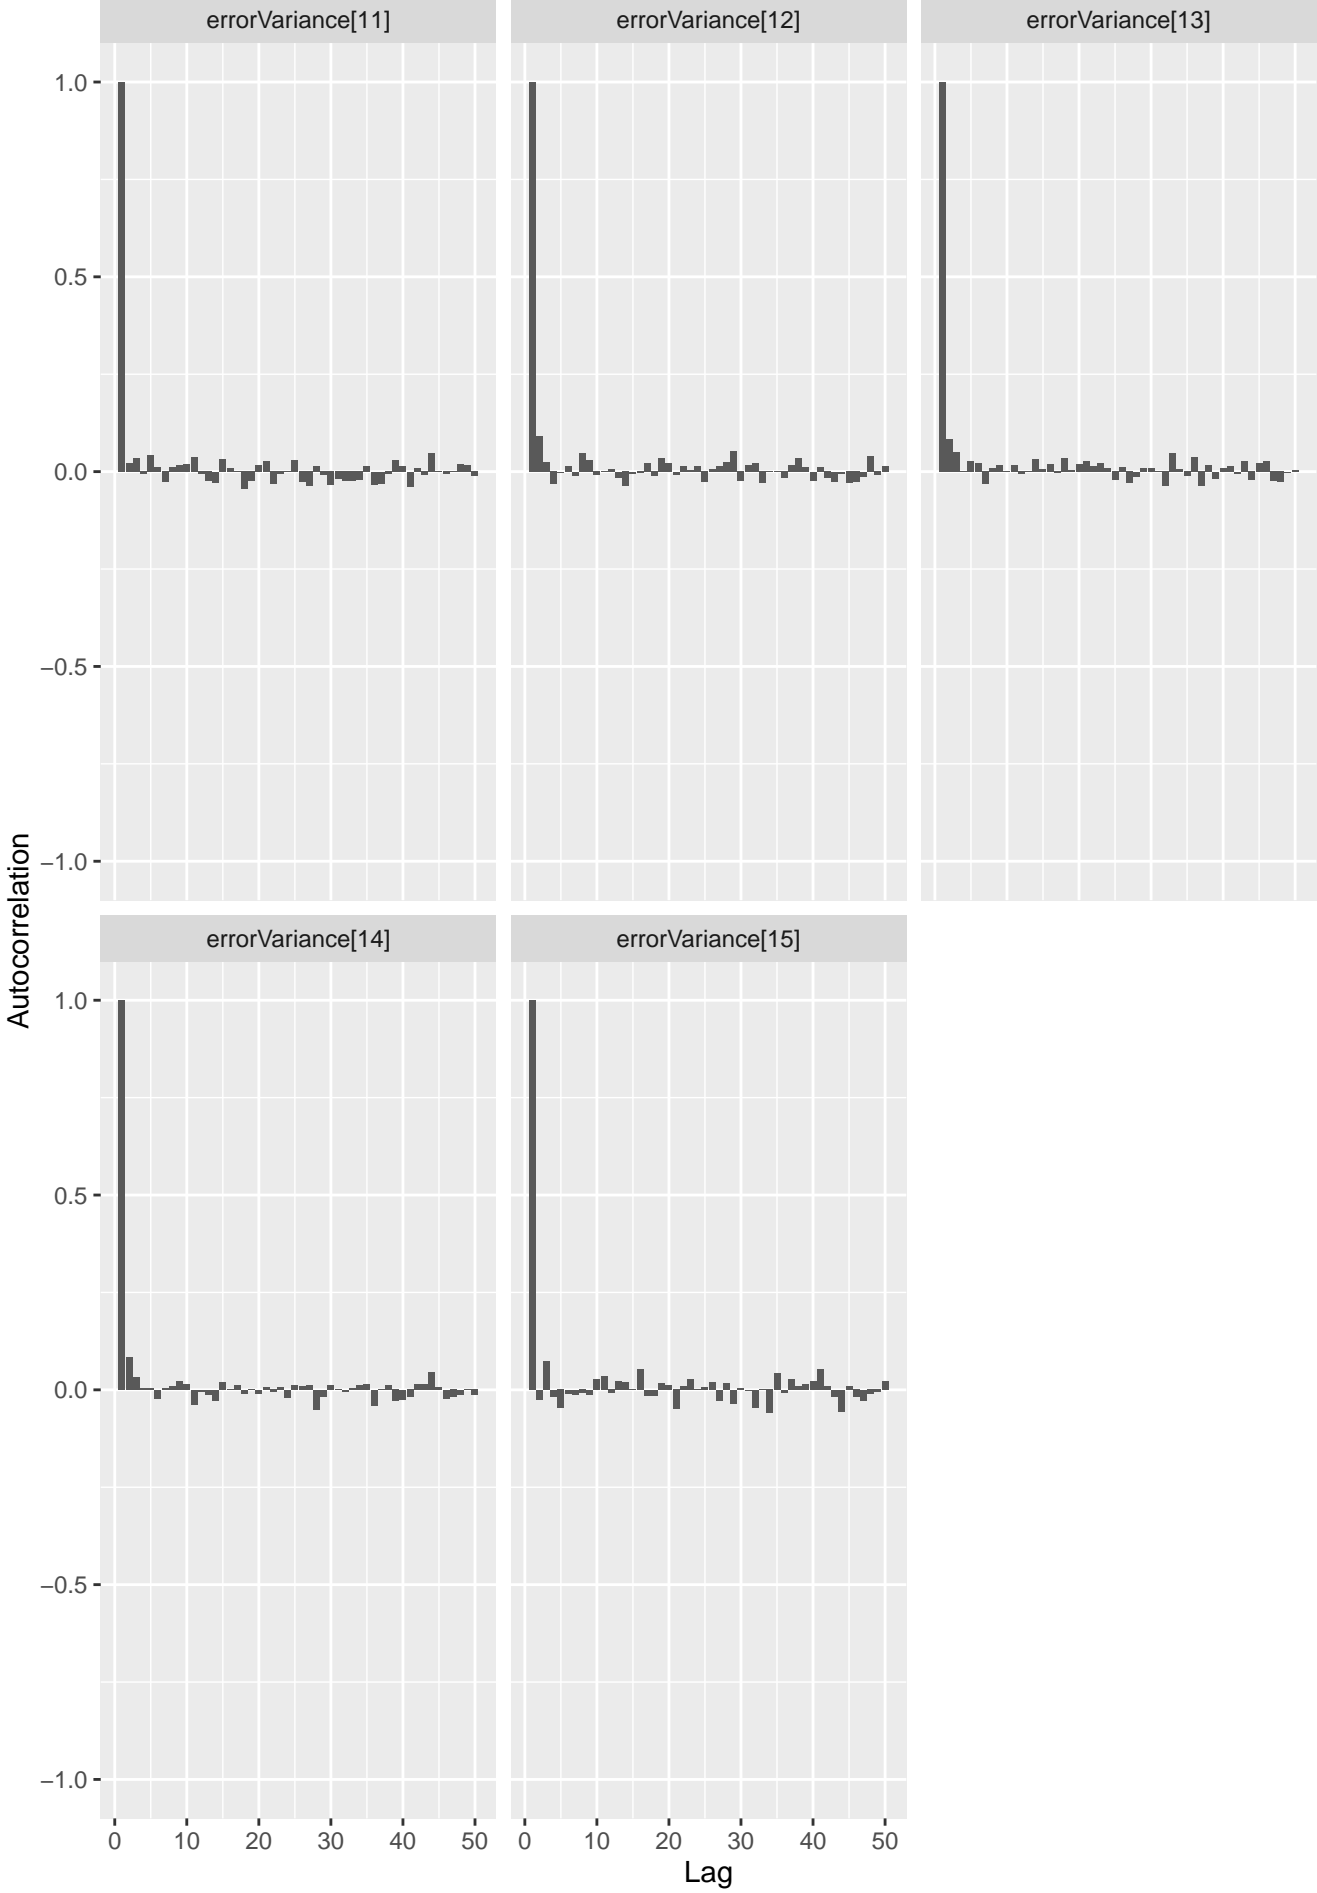 errorVariance[11] errorVariance[12] errorVariance[13]
1.0
0.5
0.0
−0.5
−1.0
Autocorrelation
errorVariance[14] errorVariance[15]
1.0
0.5
0.0
−0.5
−1.0
0 10 20 30 40 50 0 10 20 30 40 50
Lag